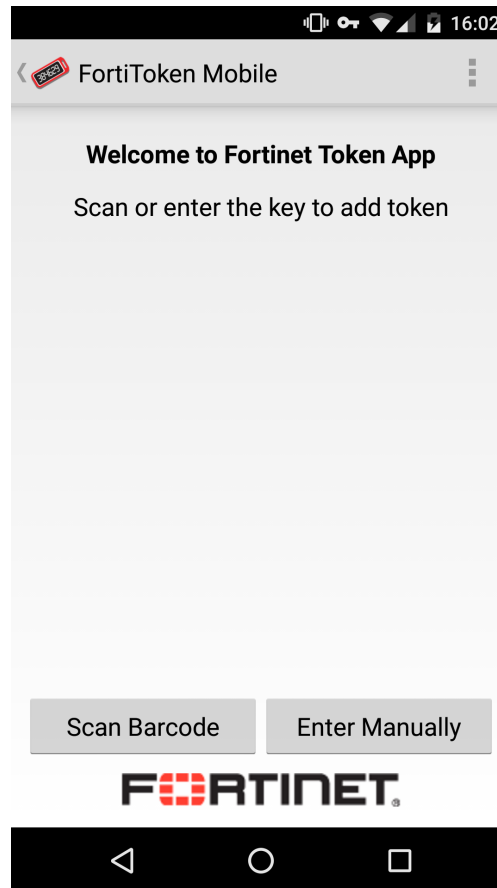 16:02
FortiToken Mobile
Welcome to Fortinet Token App
Scan or enter the key to add token
Scan Barcode
Enter Manually
FORTINET®